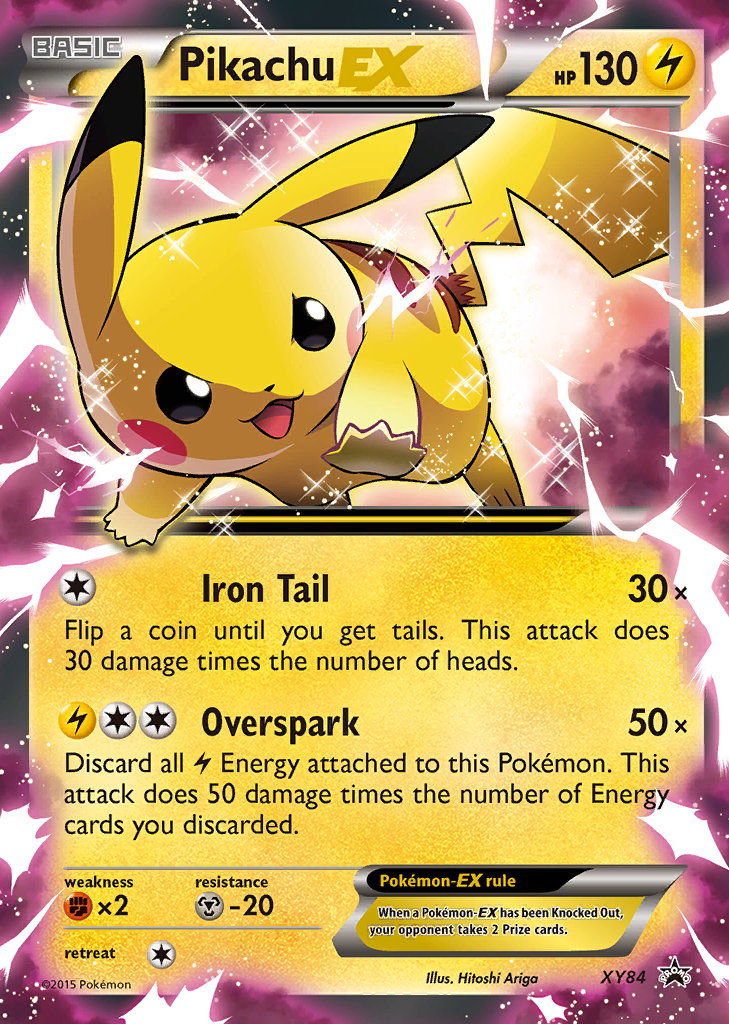 BASIC Pikachu EX HP 130
Iron Tail 30×
Flip a coin until you get tails. This attack does
30 damage times the number of heads.
Overspark 50×
Discard all Energy attached to this Pokémon. This
attack does 50 damage times the number of Energy
cards you discarded.
weakness resistance
×2 -20
retreat
Pokémon-EX rule
When a Pokémon-EX has been Knocked Out,
your opponent takes 2 Prize cards.
©2015 Pokémon Illus. Hitoshi Ariga XY84 PROMO